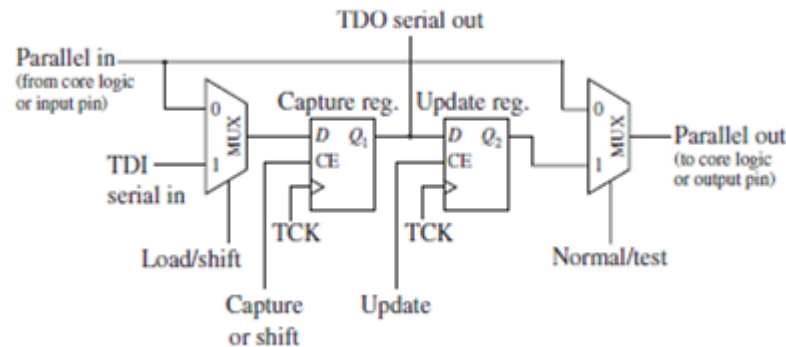 TDO serial out
Parallel in
(from core logic
or input pin)
Capture reg. Update reg.
0
MUX
1
D Q1
CE
D Q2
CE
0
MUX
1
Parallel out
(to core logic
or output pin)
TDI
serial in
TCK
TCK
Load/shift
Normal/test
Capture
or shift
Update